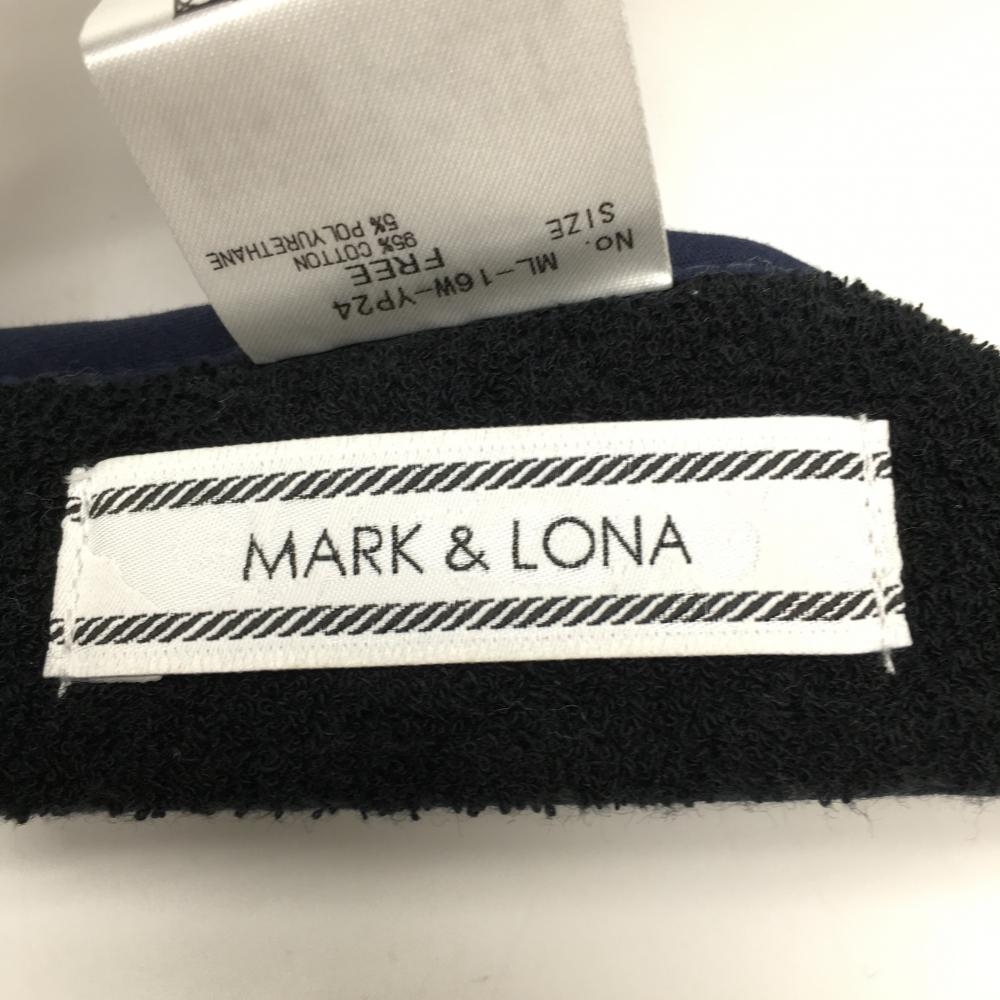 No. ML-16W-YP24
SIZE FREE
95% COTTON
5% POLYURETHANE
MARK & LONA